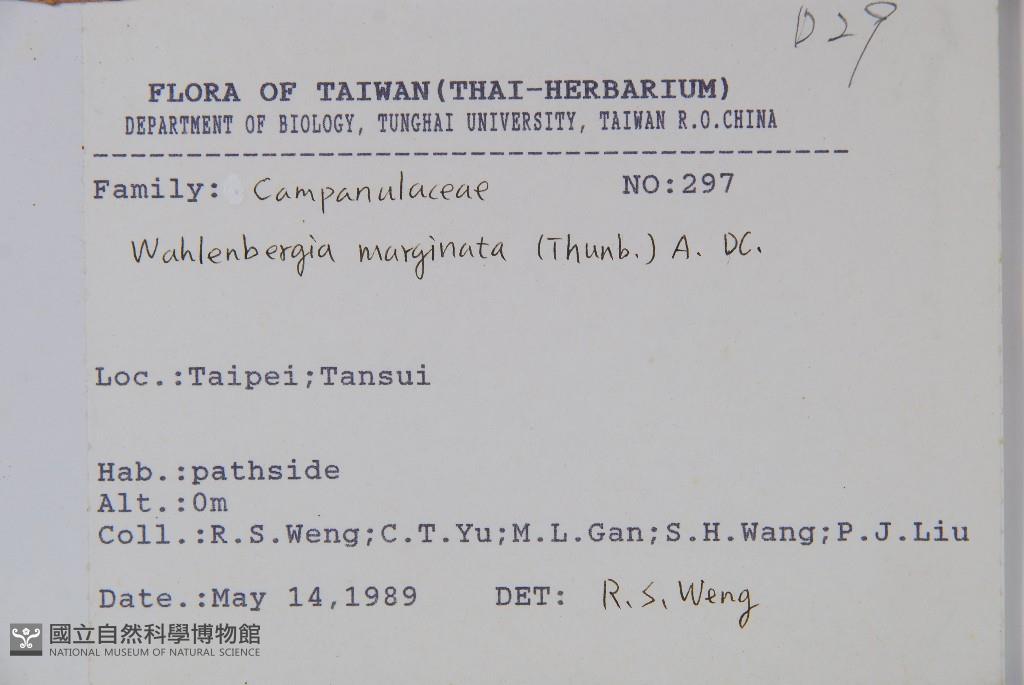 D29
FLORA OF TAIWAN(THAI-HERBARIUM)
DEPARTMENT OF BIOLOGY, TUNGHAI UNIVERSITY, TAIWAN R.O.CHINA
Family: Campanulaceae NO:297
Wahlenbergia marginata (Thunb.) A. DC.
Loc.:Taipei;Tansui
Hab.:pathside
Alt.:0m
Coll.:R.S.Weng;C.T.Yu;M.L.Gan;S.H.Wang;P.J.Liu
Date.:May 14,1989 DET: R.S.Weng
國立自然科學博物館
NATIONAL MUSEUM OF NATURAL SCIENCE